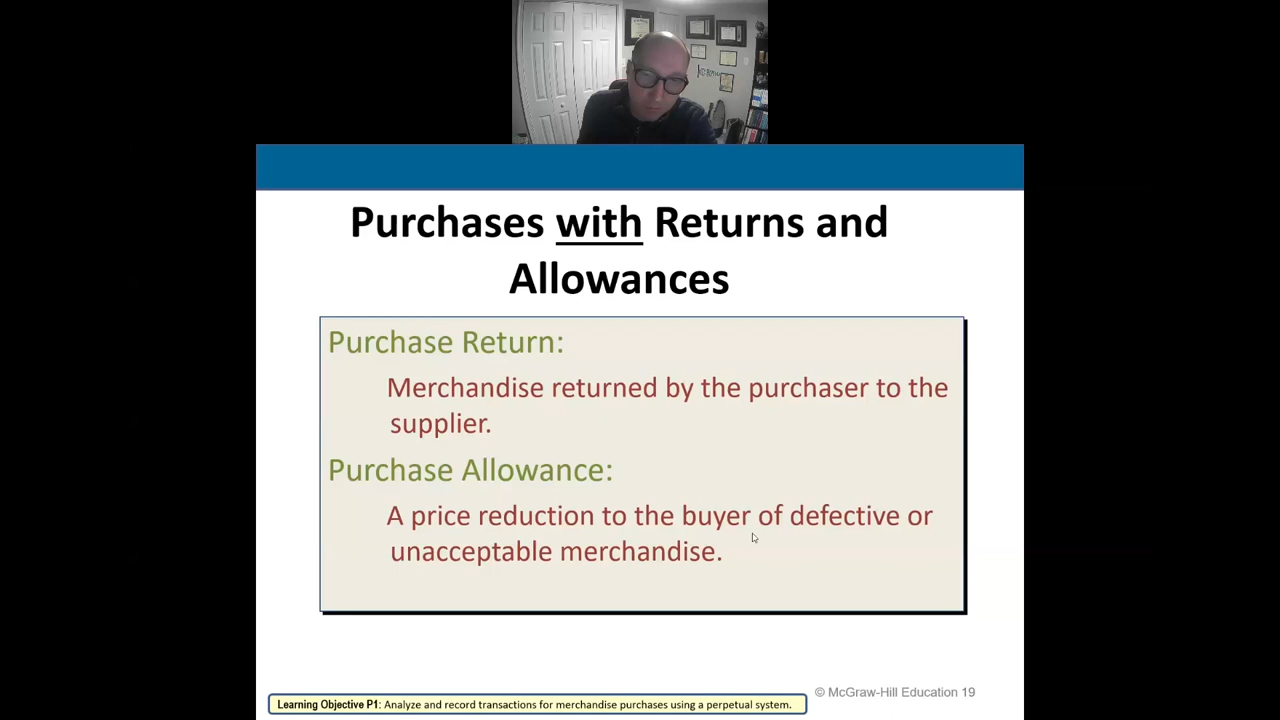 Purchases with Returns and
Allowances
Purchase Return:
Merchandise returned by the purchaser to the
supplier.
Purchase Allowance:
A price reduction to the buyer of defective or
unacceptable merchandise.
© McGraw-Hill Education 19
Learning Objective P1: Analyze and record transactions for merchandise purchases using a perpetual system.